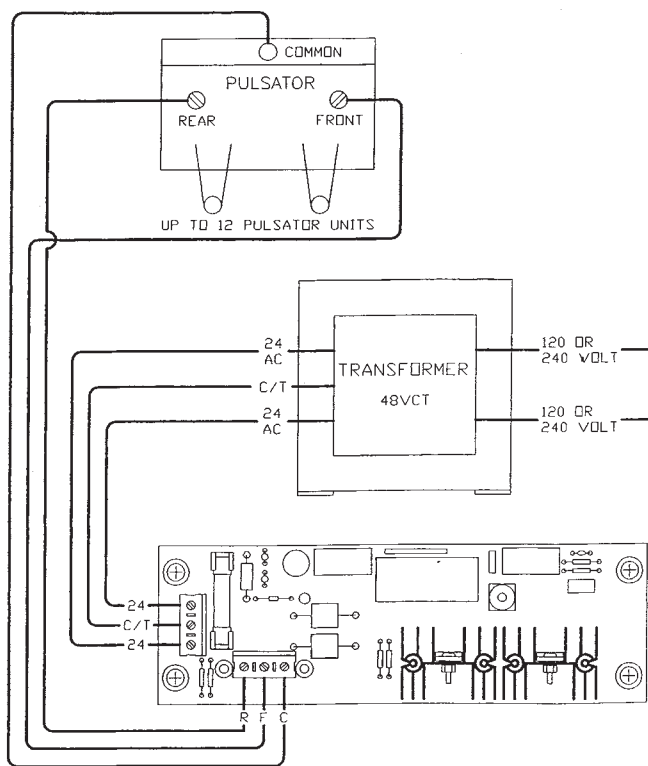 COMMON
PULSATOR
REAR
FRONT
UP TO 12 PULSATOR UNITS
24
AC
C/T
24
AC
TRANSFORMER
48VCT
120 OR
240 VOLT
120 OR
240 VOLT
24
C/T
24
R F C